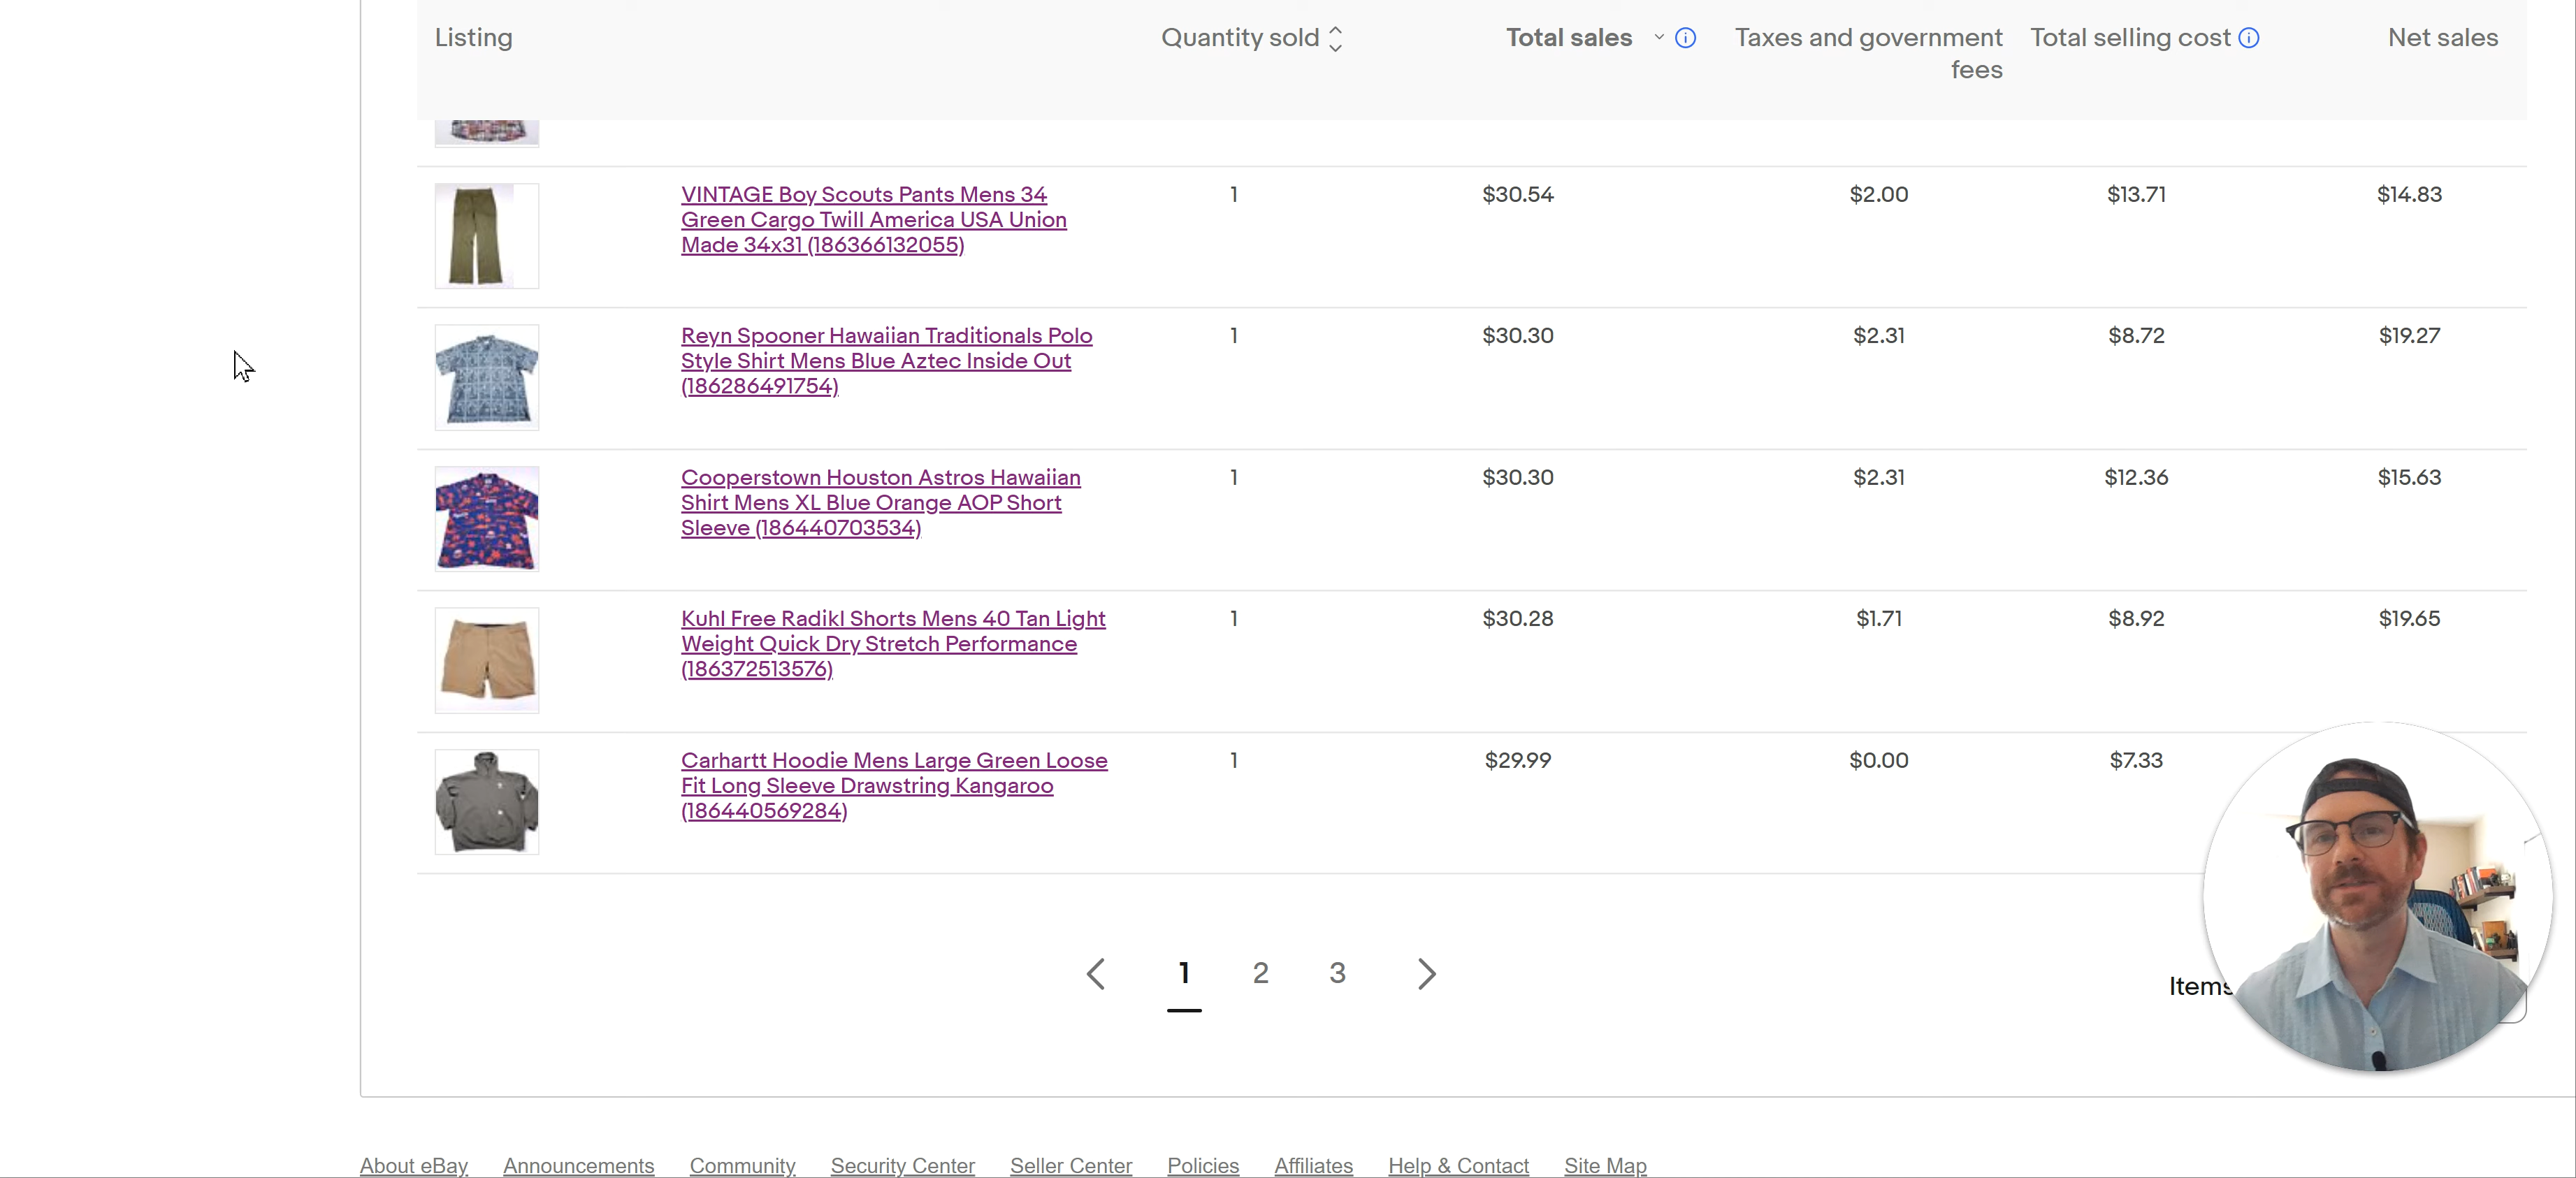 Listing
Quantity sold
Total sales
Taxes and government
fees
Total selling cost
Net sales
VINTAGE Boy Scouts Pants Mens 34
Green Cargo Twill America USA Union
Made 34x31 (186366132055)
1
$30.54
$2.00
$13.71
$14.83
Reyn Spooner Hawaiian Traditionals Polo
Style Shirt Mens Blue Aztec Inside Out
(186286491754)
1
$30.30
$2.31
$8.72
$19.27
Cooperstown Houston Astros Hawaiian
Shirt Mens XL Blue Orange AOP Short
Sleeve (186440703534)
1
$30.30
$2.31
$12.36
$15.63
Kuhl Free Radikl Shorts Mens 40 Tan Light
Weight Quick Dry Stretch Performance
(186372513576)
1
$30.28
$1.71
$8.92
$19.65
Carhartt Hoodie Mens Large Green Loose
Fit Long Sleeve Drawstring Kangaroo
(186440569284)
1
$29.99
$0.00
$7.33
1 2 3
Items
About eBay Announcements Community Security Center Seller Center Policies Affiliates Help & Contact Site Map